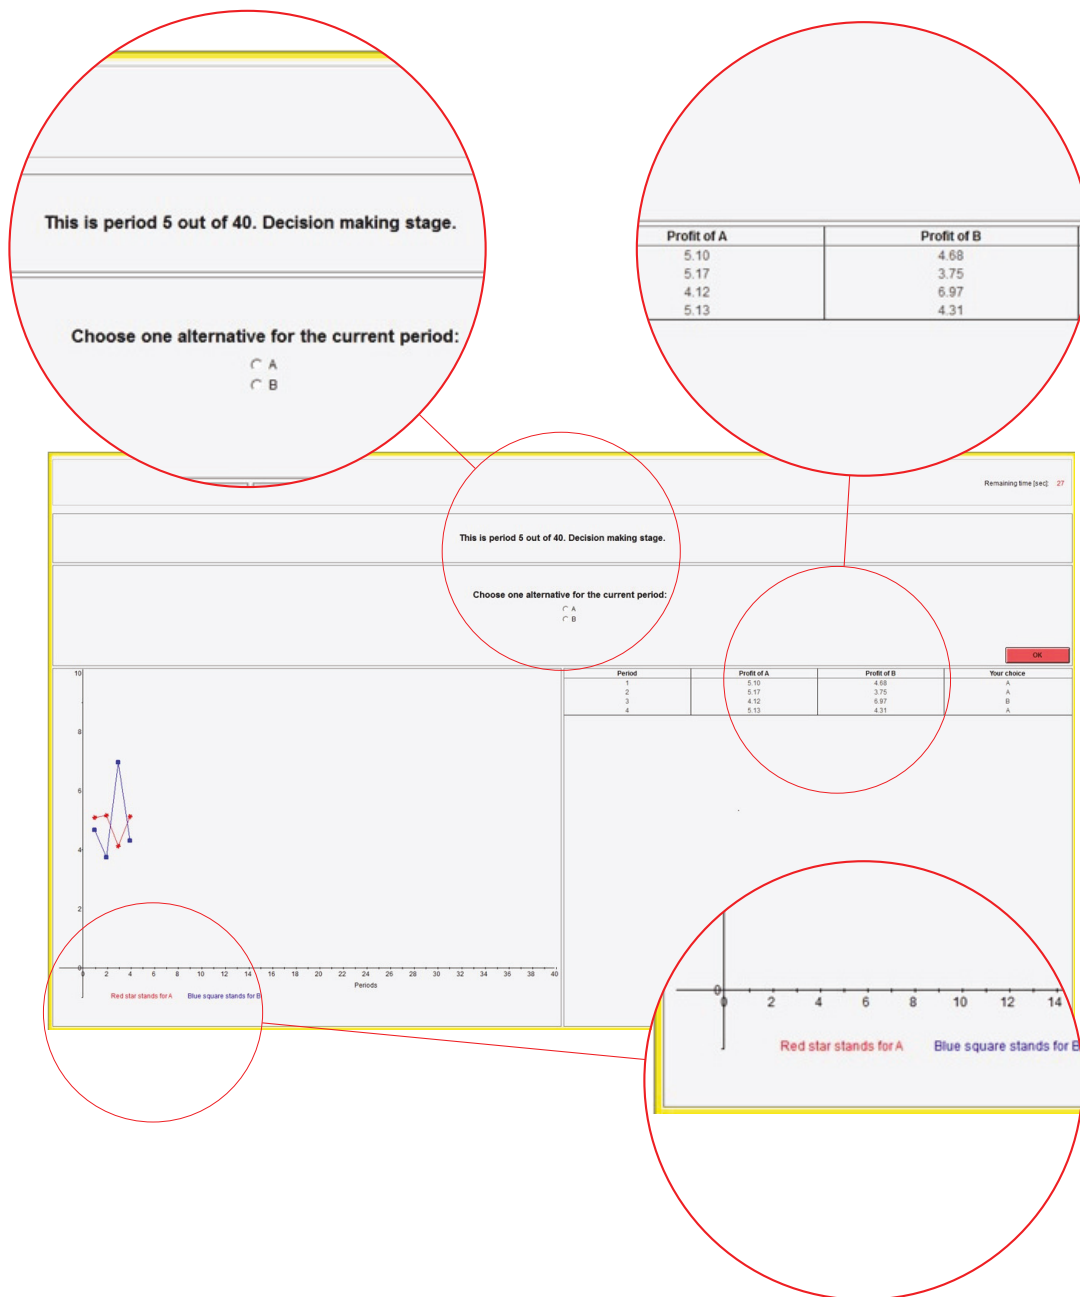 This is period 5 out of 40. Decision making stage.
Choose one alternative for the current period:
A
B
Profit of A Profit of B
5.10 4.68
5.17 3.75
4.12 6.97
5.13 4.31
Remaining time [sec] 27
This is period 5 out of 40. Decision making stage.
Choose one alternative for the current period:
A
B
OK
Period Profit of A Profit of B Your choice
1 5.10 4.68 A
2 5.17 3.75 A
3 4.12 6.97 B
4 5.13 4.31 A
10
8
6
4
2
0
0 2 4 6 8 10 12 14 16 18 20 22 24 26 28 30 32 34 36 38 40
Periods
Red star stands for A Blue square stands for B
0
0 2 4 6 8 10 12 14
Red star stands for A Blue square stands for B